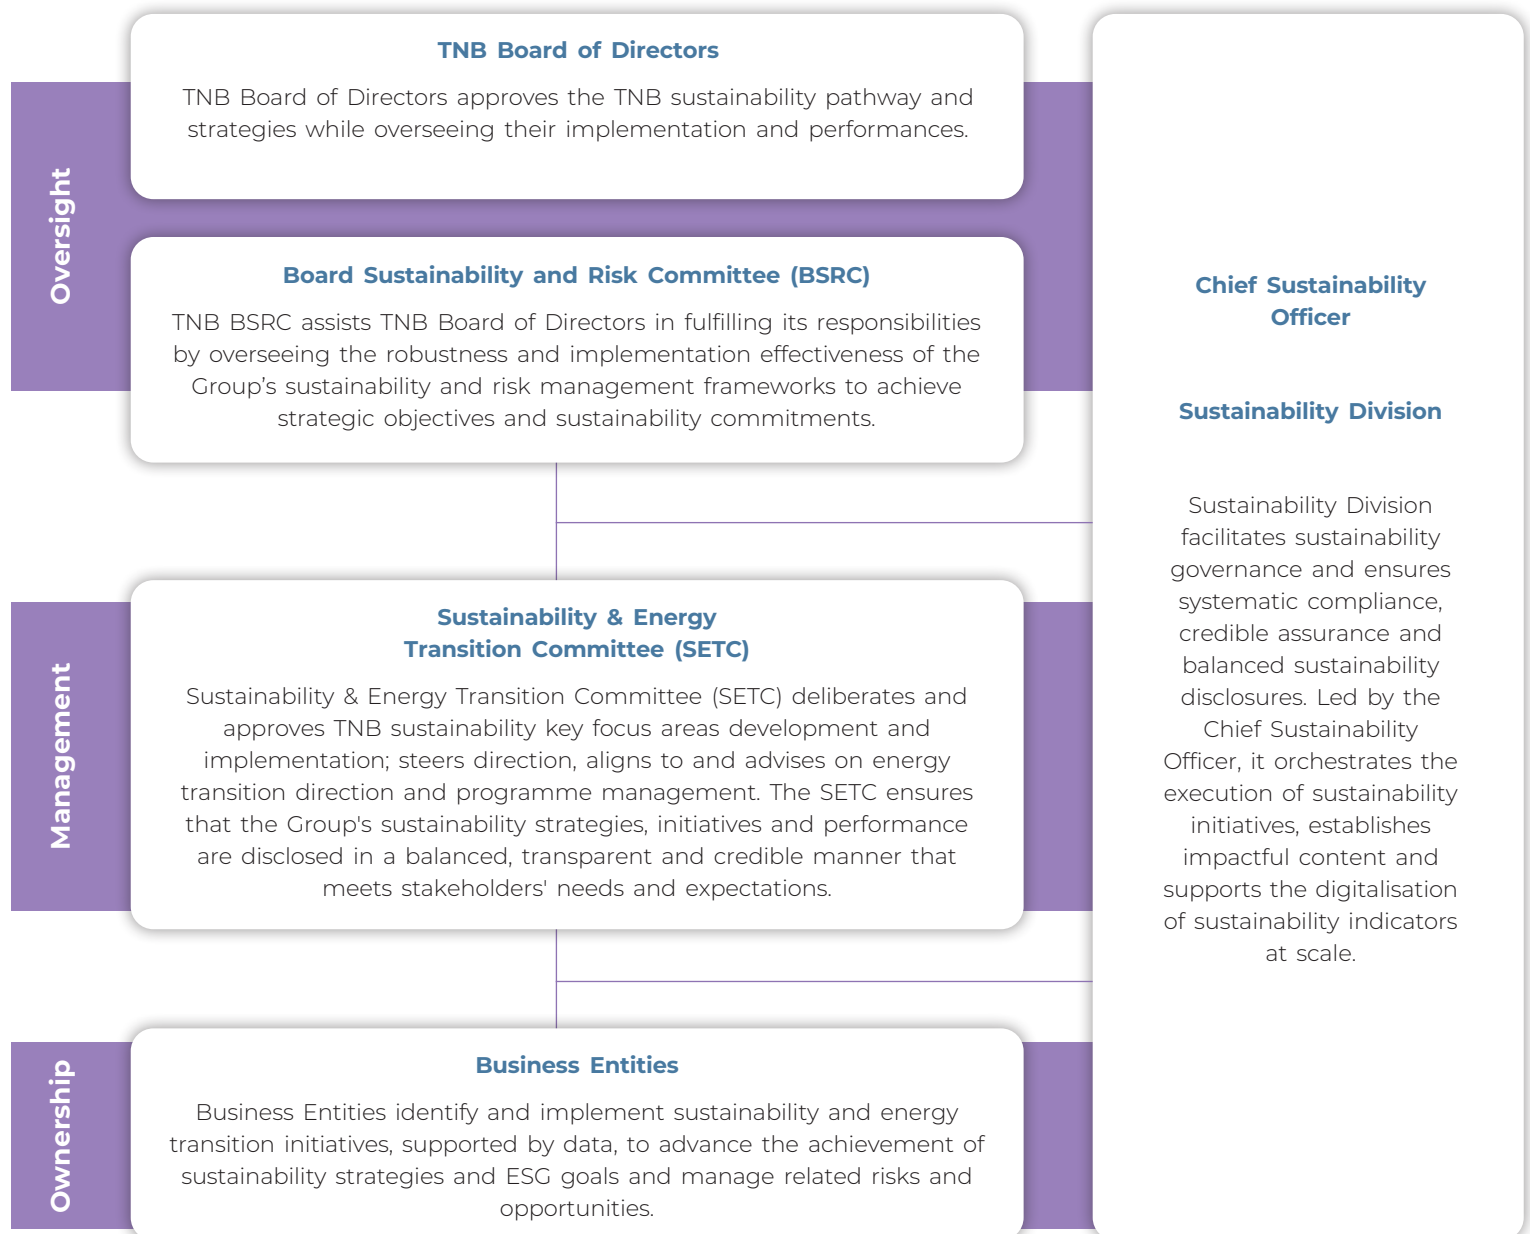 Oversight
TNB Board of Directors
TNB Board of Directors approves the TNB sustainability pathway and
strategies while overseeing their implementation and performances.
Board Sustainability and Risk Committee (BSRC)
TNB BSRC assists TNB Board of Directors in fulfilling its responsibilities
by overseeing the robustness and implementation effectiveness of the
Group’s sustainability and risk management frameworks to achieve
strategic objectives and sustainability commitments.
Management
Sustainability & Energy
Transition Committee (SETC)
Sustainability & Energy Transition Committee (SETC) deliberates and
approves TNB sustainability key focus areas development and
implementation; steers direction, aligns to and advises on energy
transition direction and programme management. The SETC ensures
that the Group's sustainability strategies, initiatives and performance
are disclosed in a balanced, transparent and credible manner that
meets stakeholders' needs and expectations.
Ownership
Business Entities
Business Entities identify and implement sustainability and energy
transition initiatives, supported by data, to advance the achievement of
sustainability strategies and ESG goals and manage related risks and
opportunities.
Chief Sustainability
Officer
Sustainability Division
Sustainability Division
facilitates sustainability
governance and ensures
systematic compliance,
credible assurance and
balanced sustainability
disclosures. Led by the
Chief Sustainability
Officer, it orchestrates the
execution of sustainability
initiatives, establishes
impactful content and
supports the digitalisation
of sustainability indicators
at scale.